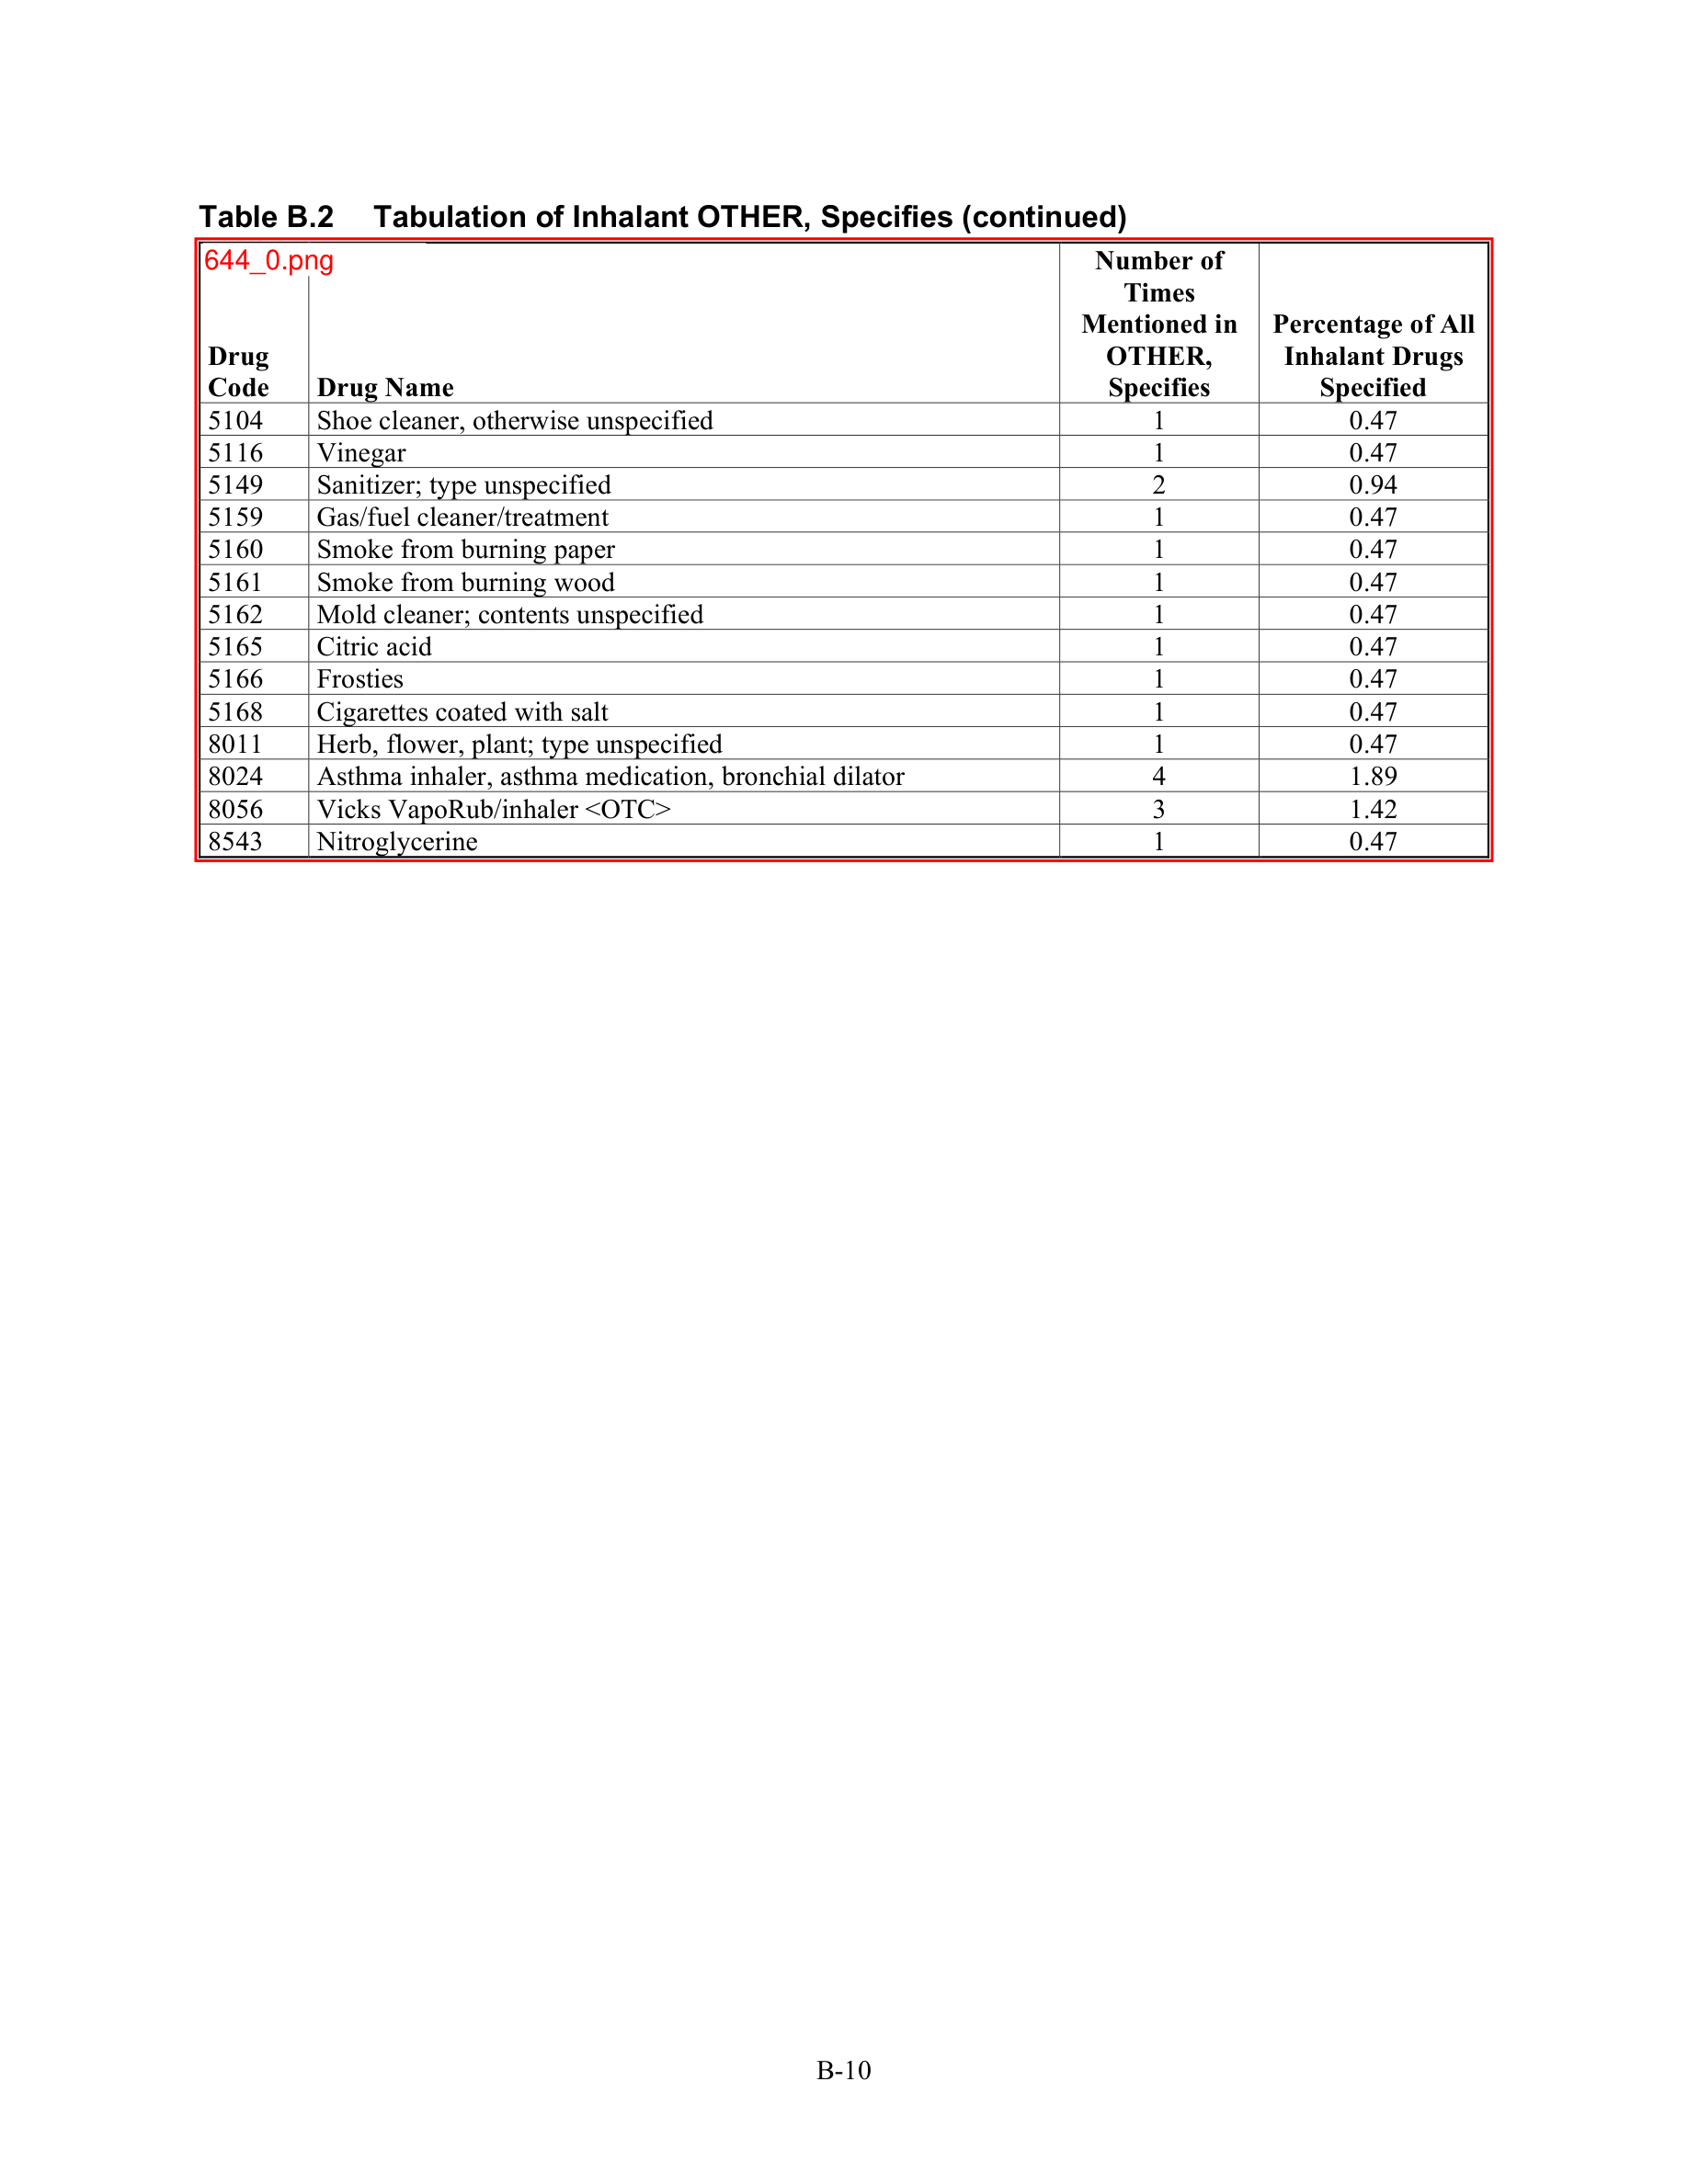 Table B.2 Tabulation of Inhalant OTHER, Specifies (continued)
644_0.png
Drug Code Drug Name Number of Times Mentioned in OTHER, Specifies Percentage of All Inhalant Drugs Specified
5104 Shoe cleaner, otherwise unspecified 1 0.47
5116 Vinegar 1 0.47
5149 Sanitizer; type unspecified 2 0.94
5159 Gas/fuel cleaner/treatment 1 0.47
5160 Smoke from burning paper 1 0.47
5161 Smoke from burning wood 1 0.47
5162 Mold cleaner; contents unspecified 1 0.47
5165 Citric acid 1 0.47
5166 Frosties 1 0.47
5168 Cigarettes coated with salt 1 0.47
8011 Herb, flower, plant; type unspecified 1 0.47
8024 Asthma inhaler, asthma medication, bronchial dilator 4 1.89
8056 Vicks VapoRub/inhaler <OTC> 3 1.42
8543 Nitroglycerine 1 0.47
B-10